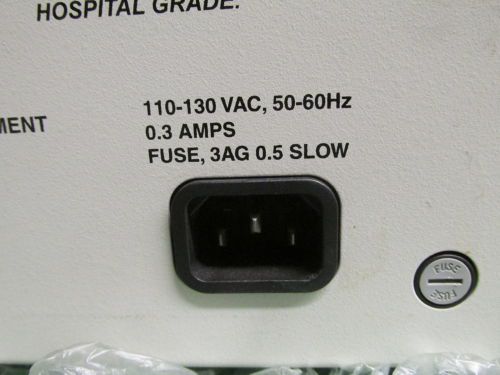 HOSPITAL GRADE.
110-130 VAC, 50-60Hz
MENT
0.3 AMPS
FUSE, 3AG 0.5 SLOW
FUSE
FUSE